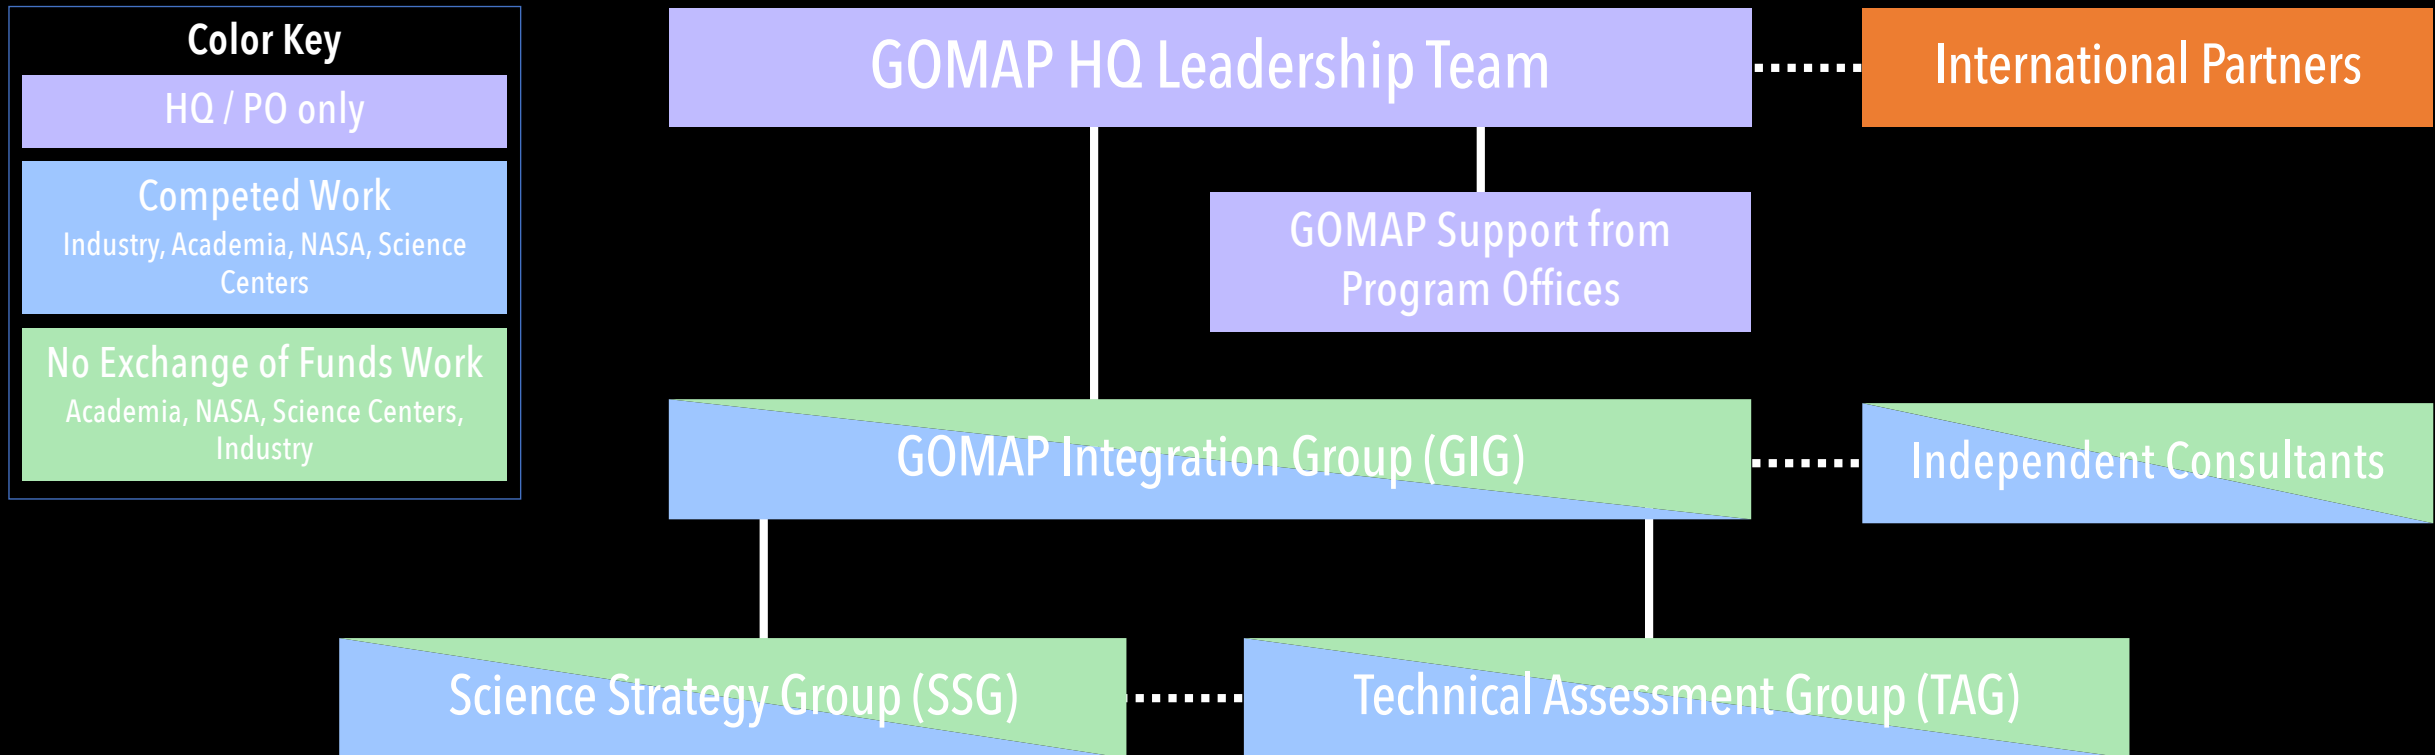 Color Key
HQ / PO only
Competed Work
Industry, Academia, NASA, Science
Centers
No Exchange of Funds Work
Academia, NASA, Science Centers,
Industry
GOMAP HQ Leadership Team
International Partners
GOMAP Support from
Program Offices
GOMAP Integration Group (GIG)
Independent Consultants
Science Strategy Group (SSG)
Technical Assessment Group (TAG)